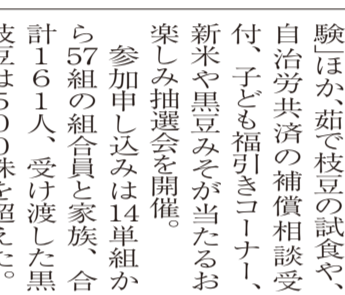 験」ほか、茹で枝豆の試食や、
自治労共済の補償相談受
付、子ども福引きコーナー、
新米や黒豆みそが当たるお
楽しみ抽選会を開催。
参加申し込みは14単組か
ら57組の組合員と家族、合
計161人、受け渡した黒
枝豆は500株を超えた。